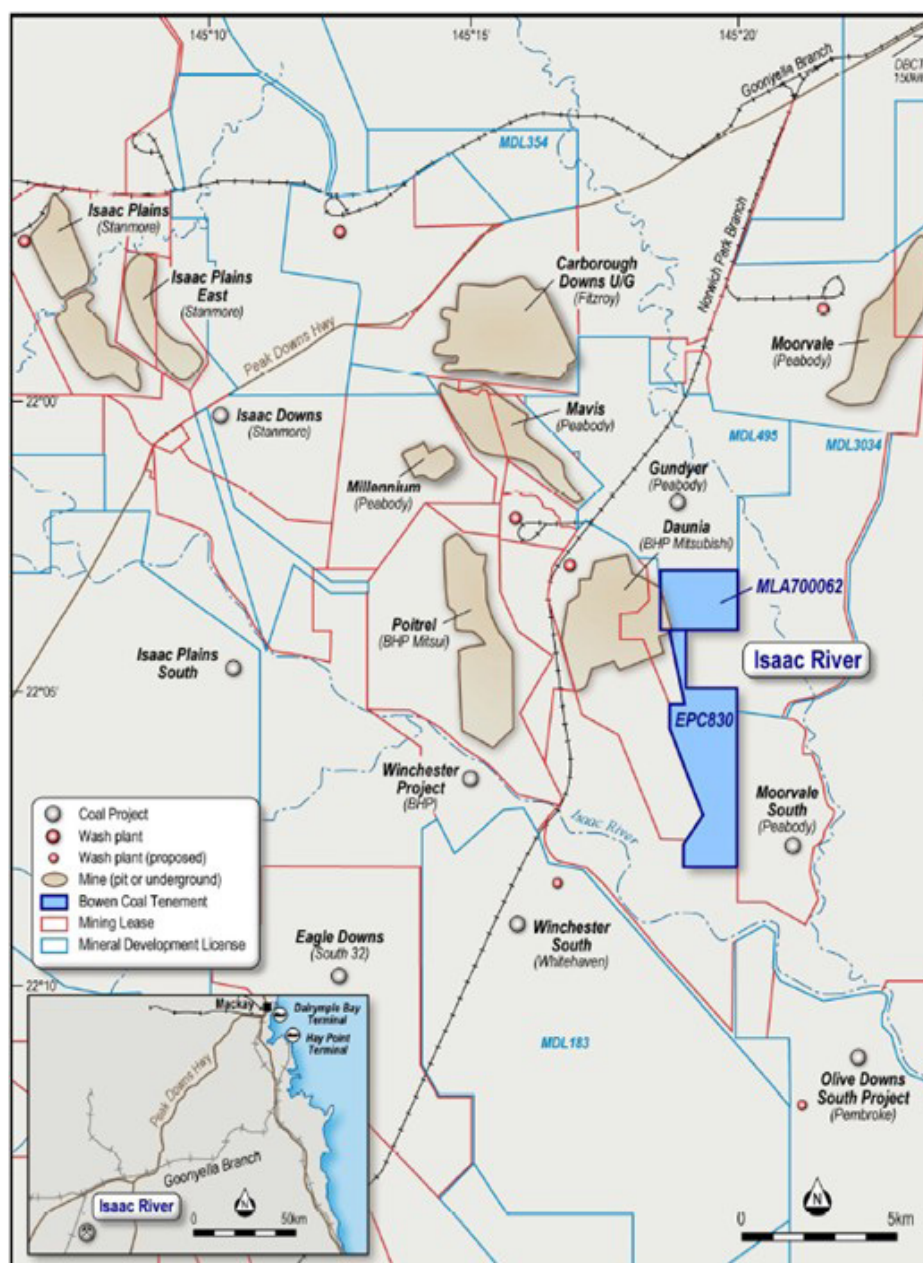 145°10'
145°15'
145°20'
Goonyella Branch
DBCT
MDL354
Isaac Plains
(Stanmore)
Isaac Plains
East
(Stanmore)
Carborough
Downs U/G
(Fitzroy)
Norwich Park Branch
Moorvale
(Peabody)
Peak Downs Hwy
22°00'
Isaac Downs
(Stanmore)
Mavis
(Peabody)
MDL495
MDL3034
Millennium
(Peabody)
Gundyer
(Peabody)
Daunia
(BHP Mitsubishi)
MLA700062
Poitrel
(BHP Mitsui)
Isaac River
Isaac Plains
South
22°05'
EPC830
Winchester
Project
(BHP)
Moorvale
South
(Peabody)
Isaac River
Coal Project
Wash plant
Wash plant (proposed)
Mine (pit or underground)
Bowen Coal Tenement
Mining Lease
Mineral Development License
Eagle Downs
(South 32)
Winchester
South
(Whitehaven)
22°10'
MDL183
Olive Downs
South Project
(Pembroke)
Mackay
Dalrymple Bay
Terminal
Hay Point
Terminal
Peak Downs Hwy
Goonyella Branch
Isaac River
N
0 50km
N
0 5km